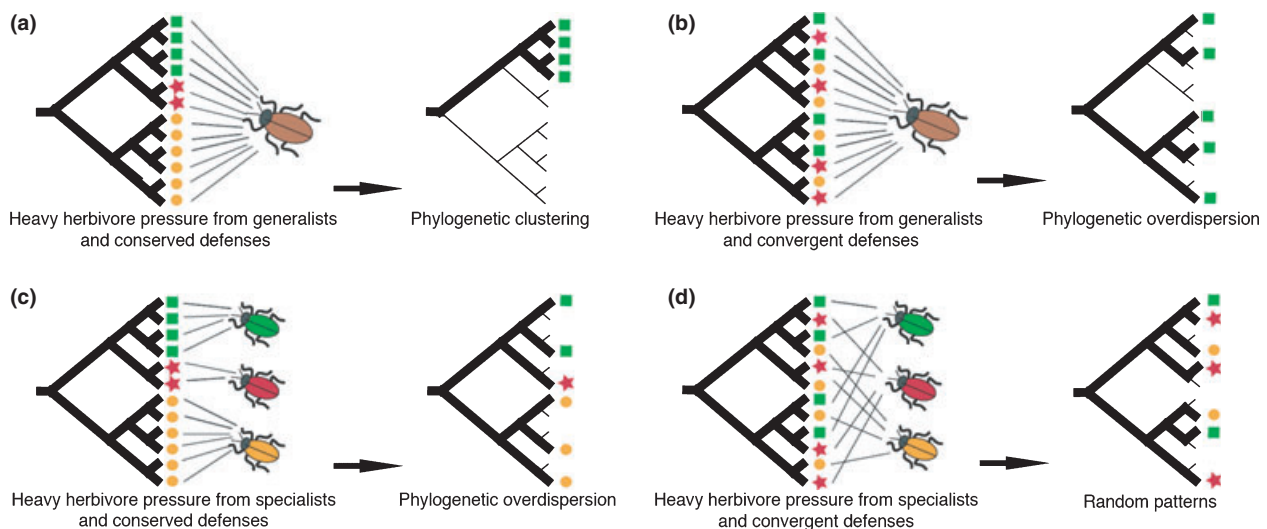 (a)
Heavy herbivore pressure from generalists
and conserved defenses
Phylogenetic clustering
(b)
Heavy herbivore pressure from generalists
and convergent defenses
Phylogenetic overdispersion
(c)
Heavy herbivore pressure from specialists
and conserved defenses
Phylogenetic overdispersion
(d)
Heavy herbivore pressure from specialists
and convergent defenses
Random patterns